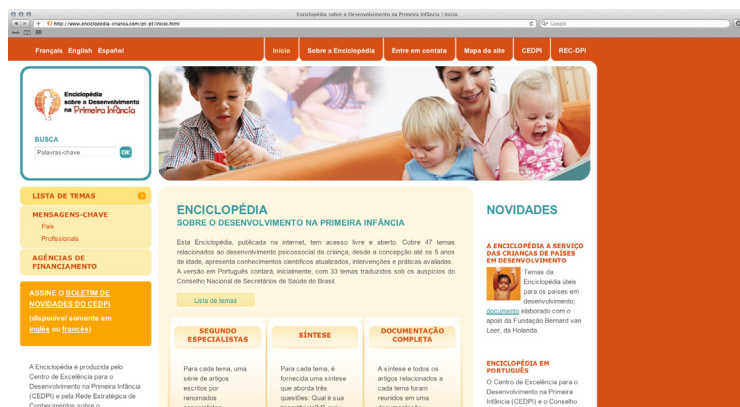 Enciclopédia sobre o Desenvolvimento na Primeira Infância | Início
http://www.enciclopedia-crianca.com/pt-pt/inicio.html
Google
Français English Español
Início
Sobre a Enciclopédia
Entre em contato
Mapa do site
CEDPI
REC-DPI
Enciclopédia
sobre o Desenvolvimento
na Primeira Infância
BUSCA
Palavras-chave
OK
LISTA DE TEMAS
MENSAGENS-CHAVE
Pais
Profissionais
AGÊNCIAS DE
FINANCIAMENTO
ASSINE O BOLETIM DE
NOVIDADES DO CEDPI
(disponível somente em
inglês ou francês)
A Enciclopédia é produzida pelo
Centro de Excelência para o
Desenvolvimento na Primeira Infância
(CEDPI) e pela Rede Estratégica de
Conhecimentos sobre o
ENCICLOPÉDIA
SOBRE O DESENVOLVIMENTO NA PRIMEIRA INFÂNCIA
Esta Enciclopédia, publicada na internet, tem acesso livre e aberto. Cobre 47 temas
relacionados ao desenvolvimento psicossocial da criança, desde a concepção até os 5 anos
de idade, apresenta conhecimentos científicos atualizados, intervenções e práticas avaliadas.
A versão em Português contará, inicialmente, com 33 temas traduzidos sob os auspícios do
Conselho Nacional de Secretários de Saúde do Brasil.
Lista de temas
SEGUNDO
ESPECIALISTAS
Para cada tema, uma
série de artigos
escritos por
renomados
SÍNTESE
Para cada tema, é
fornecida uma síntese
que aborda três
questões: Qual é sua
DOCUMENTAÇÃO
COMPLETA
A síntese e todos os
artigos relacionados a
cada tema foram
reunidos em uma
NOVIDADES
A ENCICLOPÉDIA A SERVIÇO
DAS CRIANÇAS DE PAÍSES
EM DESENVOLVIMENTO
Temas da
Enciclopédia úteis
para os países em
desenvolvimento;
documento elaborado com o
apoio da Fundação Bernard van
Leer, da Holanda.
ENCICLOPÉDIA EM
PORTUGUÊS
O Centro de Excelência para o
Desenvolvimento na Primeira
Infância (CEDPI) e o Conselho